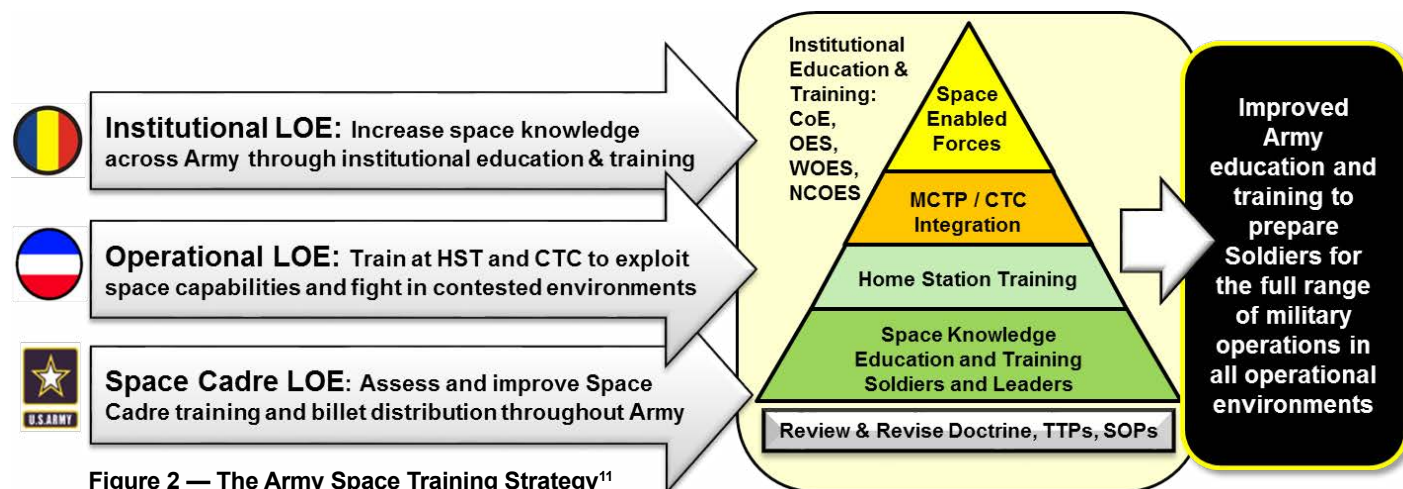 Institutional LOE: Increase space knowledge
across Army through institutional education & training
Operational LOE: Train at HST and CTC to exploit
space capabilities and fight in contested environments
U.S.ARMY
Space Cadre LOE: Assess and improve Space
Cadre training and billet distribution throughout Army
Figure 2 — The Army Space Training Strategy¹¹
Institutional
Education &
Training:
CoE,
OES,
WOES,
NCOES
Space
Enabled
Forces
MCTP / CTC
Integration
Home Station Training
Space Knowledge
Education and Training
Soldiers and Leaders
Review & Revise Doctrine, TTPs, SOPs
Improved
Army
education and
training to
prepare
Soldiers for
the full range
of military
operations in
all operational
environments